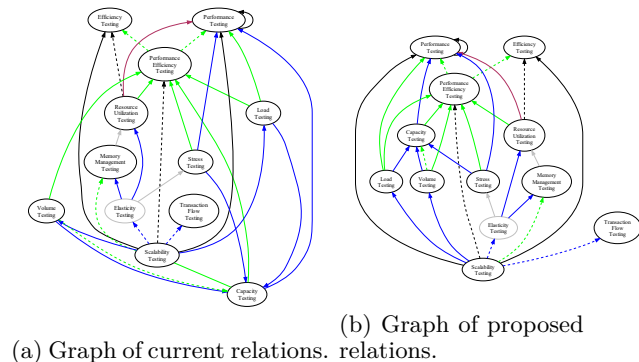 Efficiency
Testing
Performance
Testing
Performance
Efficiency
Testing
Resource
Utilization
Testing
Load
Testing
Memory
Management
Testing
Stress
Testing
Volume
Testing
Elasticity
Testing
Transaction
Flow
Testing
Scalability
Testing
Capacity
Testing
(a) Graph of current relations.
Performance
Testing
Efficiency
Testing
Performance
Efficiency
Testing
Capacity
Testing
Resource
Utilization
Testing
Load
Testing
Volume
Testing
Stress
Testing
Memory
Management
Testing
Elasticity
Testing
Transaction
Flow
Testing
Scalability
Testing
(b) Graph of proposed
relations.